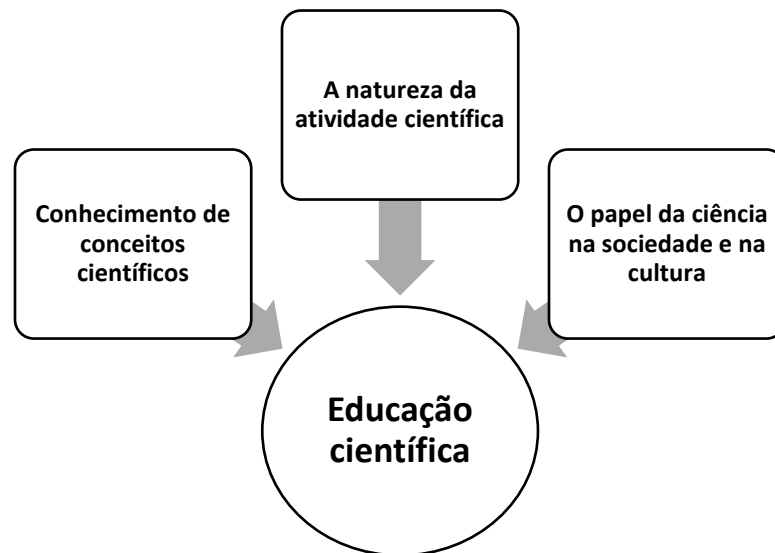 A natureza da
atividade científica
Conhecimento de
conceitos
científicos
O papel da ciência
na sociedade e na
cultura
Educação
científica